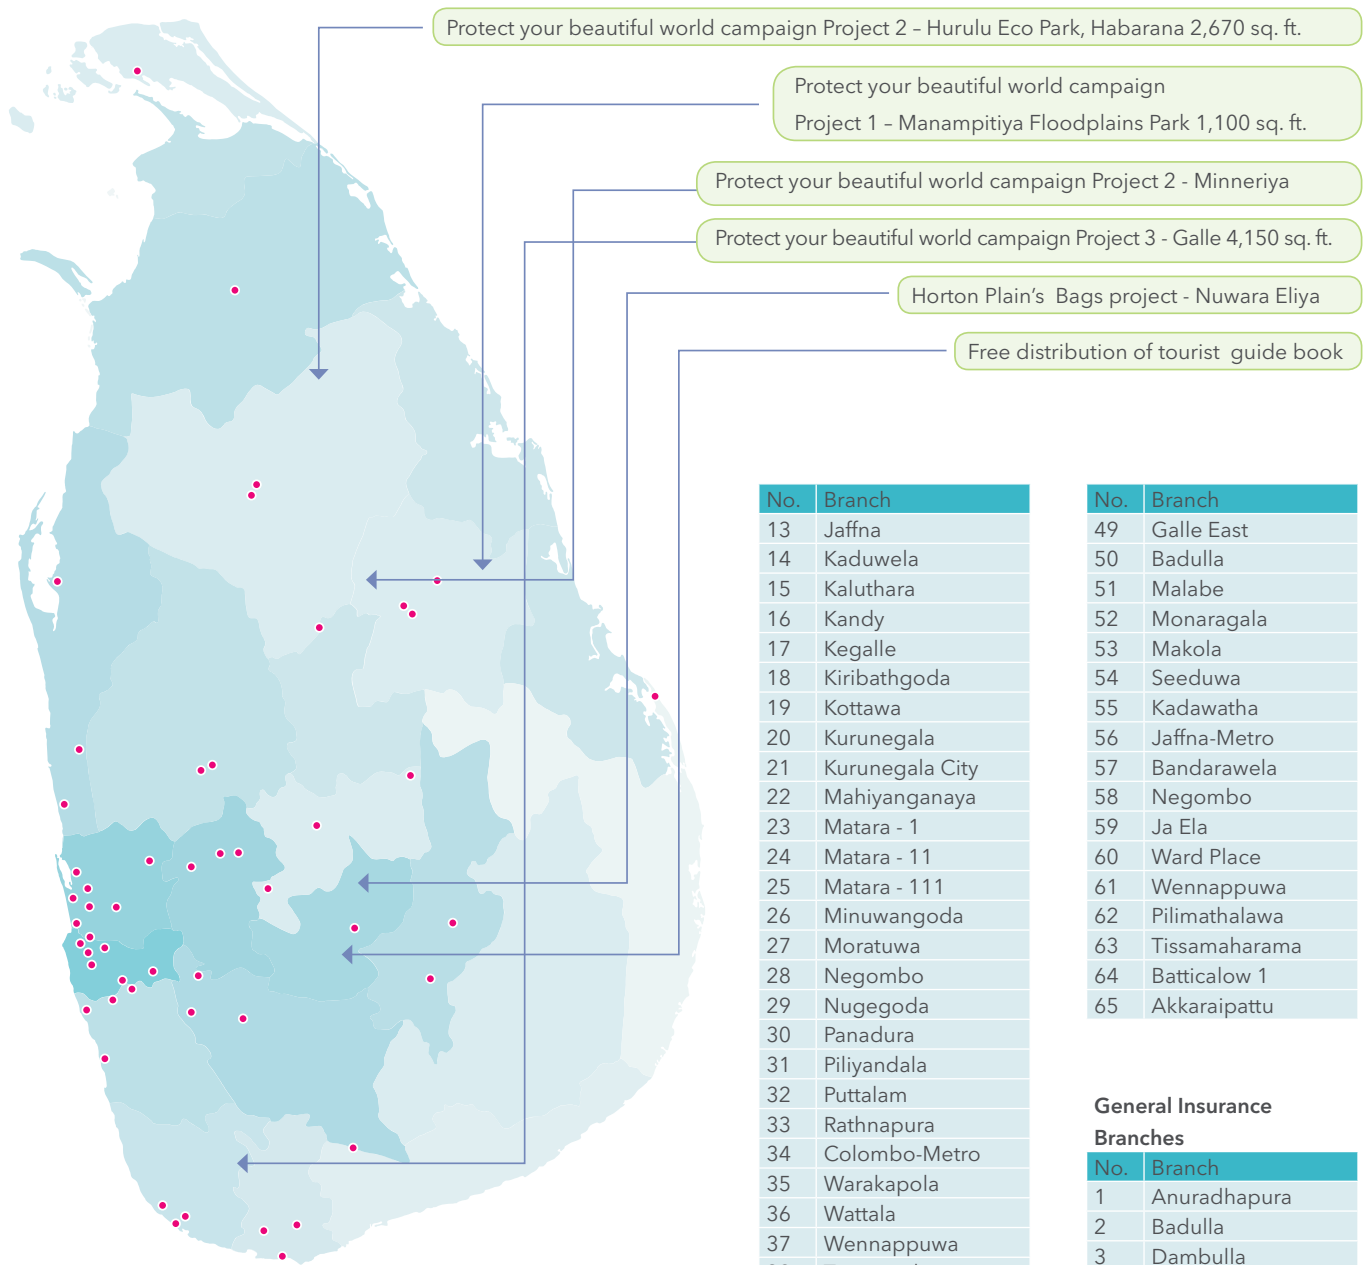 Protect your beautiful world campaign Project 2 – Hurulu Eco Park, Habarana 2,670 sq. ft.
Protect your beautiful world campaign
Project 1 – Manampitiya Floodplains Park 1,100 sq. ft.
Protect your beautiful world campaign Project 2 - Minneriya
Protect your beautiful world campaign Project 3 - Galle 4,150 sq. ft.
Horton Plain's Bags project - Nuwara Eliya
Free distribution of tourist guide book
No. Branch
13 Jaffna
14 Kaduwela
15 Kaluthara
16 Kandy
17 Kegalle
18 Kiribathgoda
19 Kottawa
20 Kurunegala
21 Kurunegala City
22 Mahiyanganaya
23 Matara - 1
24 Matara - 11
25 Matara - 111
26 Minuwangoda
27 Moratuwa
28 Negombo
29 Nugegoda
30 Panadura
31 Piliyandala
32 Puttalam
33 Rathnapura
34 Colombo-Metro
35 Warakapola
36 Wattala
37 Wennappuwa
No. Branch
49 Galle East
50 Badulla
51 Malabe
52 Monaragala
53 Makola
54 Seeduwa
55 Kadawatha
56 Jaffna-Metro
57 Bandarawela
58 Negombo
59 Ja Ela
60 Ward Place
61 Wennappuwa
62 Pilimathalawa
63 Tissamaharama
64 Batticalow 1
65 Akkaraipattu
General Insurance
Branches
No. Branch
1 Anuradhapura
2 Badulla
3 Dambulla